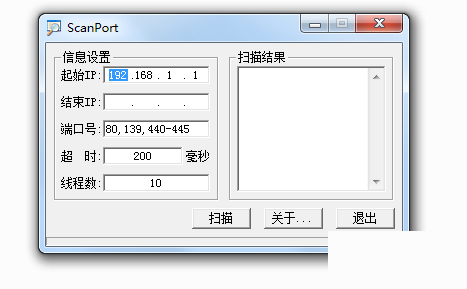 ScanPort
信息设置
起始IP: 192 .168 . 1 . 1
结束IP: . . .
端口号: 80,139,440-445
超 时: 200 毫秒
线程数: 10
扫描结果
扫描 关于... 退出